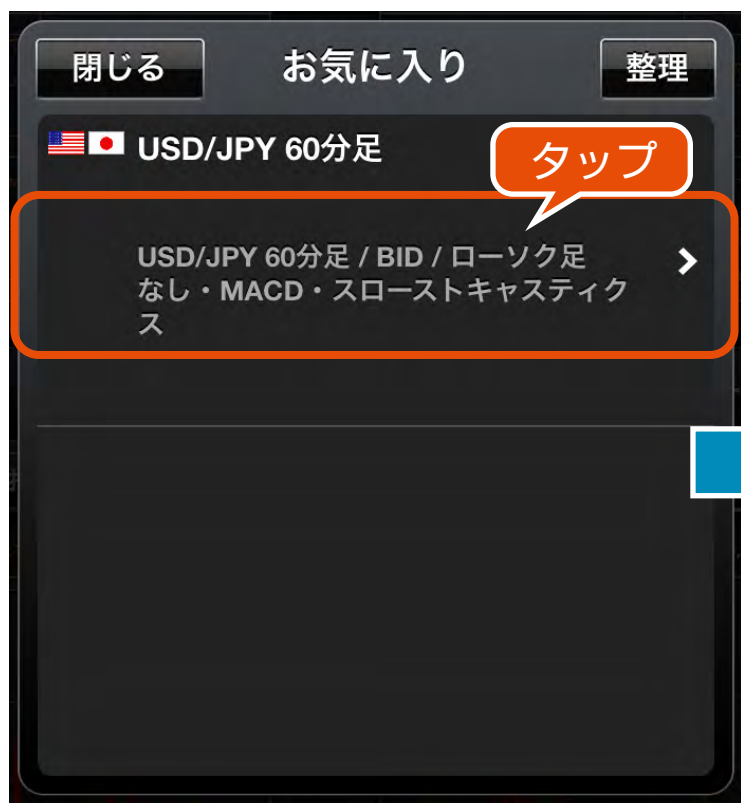 閉じる
お気に入り
整理
USD/JPY 60分足
タップ
USD/JPY 60分足 / BID / ローソク足
なし・MACD・スローストキャスティク
ス